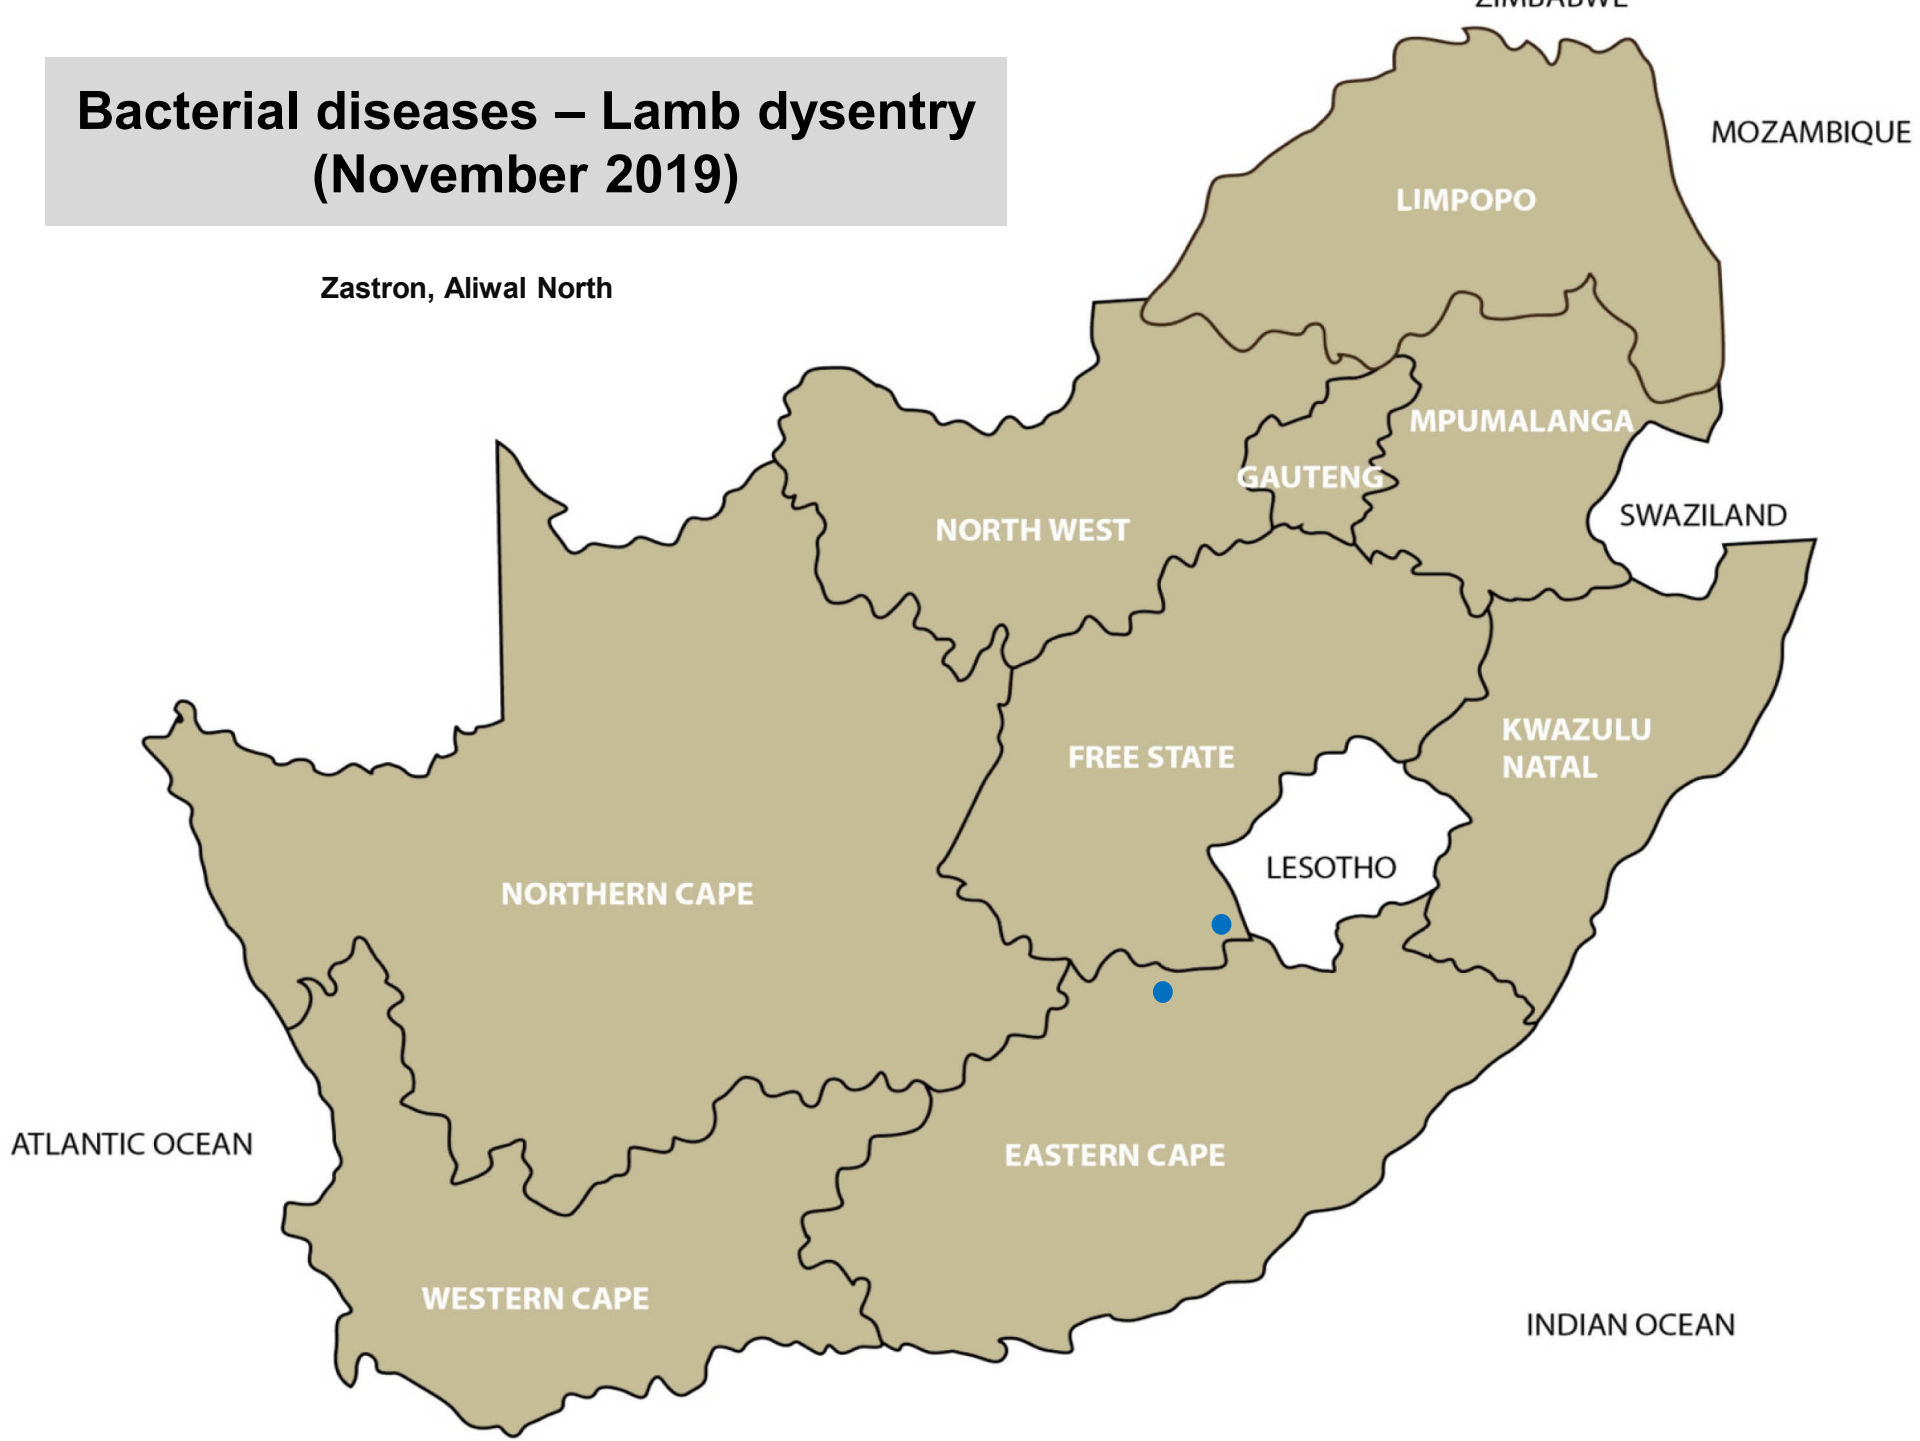 ZIMBABWE
Bacterial diseases – Lamb dysentry
(November 2019)
MOZAMBIQUE
LIMPOPO
Zastron, Aliwal North
MPUMALANGA
GAUTENG
SWAZILAND
NORTH WEST
KWAZULU
NATAL
FREE STATE
LESOTHO
NORTHERN CAPE
ATLANTIC OCEAN
EASTERN CAPE
WESTERN CAPE
INDIAN OCEAN